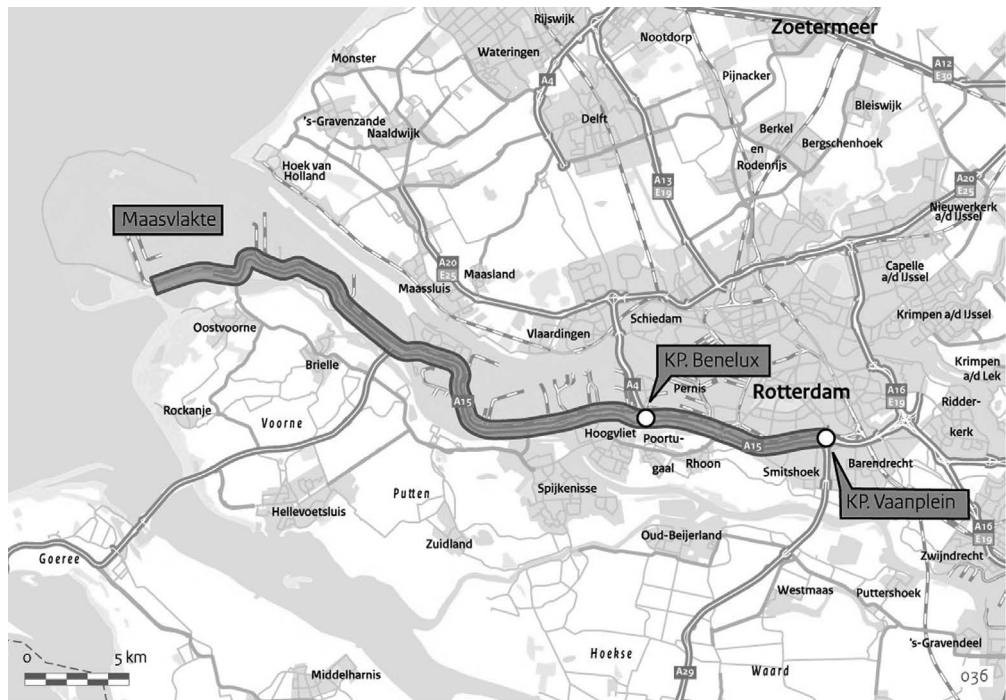 Rijswijk
Zoetermeer
Wateringen
Nootdorp
Monster
A12
E30
Pijnacker
A4
Bleiswijk
's-Gravenzande
Delft
Naaldwijk
Berkel
en
Rodenrijs
Bergschenhoek
Hoek van
Holland
A13
E19
A20
E25
Nieuwerkerk
a/d IJssel
Maasvlakte
A20
E25
Maasland
Capelle
a/d IJssel
Maassluis
Schiedam
Krimpen a/d IJssel
Oostvoorne
Vlaardingen
KP. Benelux
Krimpen
a/d Lek
Brielle
A4
Pernis
Rotterdam
A16
E19
Ridder-
kerk
A15
Rockanje
Voorne
Hoogvliet
Poortu-
gaal
Rhoon
A15
Smitshoek
Barendrecht
Spijkenisse
Putten
KP. Vaanplein
Hellevoetsluis
A16
E19
Zuidland
Oud-Beijerland
Zwijndrecht
Goeree
Westmaas
Puttershoek
's-Gravendeel
0 5 km
Hoekse
Waard
Middelharnis
A29
036